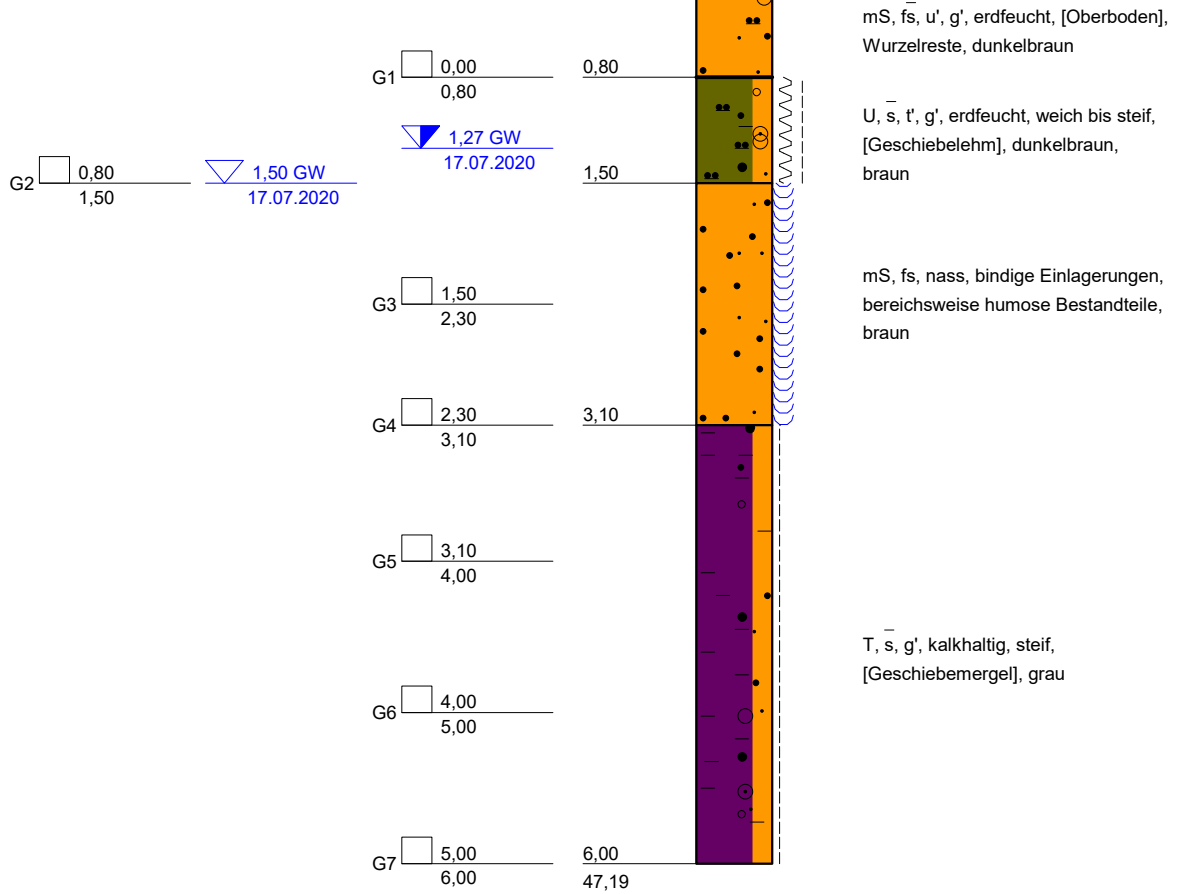 mS, f̅s̅, u', g', erdfeucht, [Oberboden],
Wurzelreste, dunkelbraun
G1 0,00
0,80
0,80
U, s̅, t', g', erdfeucht, weich bis steif,
[Geschiebelehm], dunkelbraun,
braun
1,27 GW
17.07.2020
G2 0,80
1,50
1,50 GW
17.07.2020
1,50
mS, fs, nass, bindige Einlagerungen,
bereichsweise humose Bestandteile,
braun
G3 1,50
2,30
G4 2,30
3,10
3,10
G5 3,10
4,00
T, s̅, g', kalkhaltig, steif,
[Geschiebemergel], grau
G6 4,00
5,00
G7 5,00
6,00
6,00
47,19